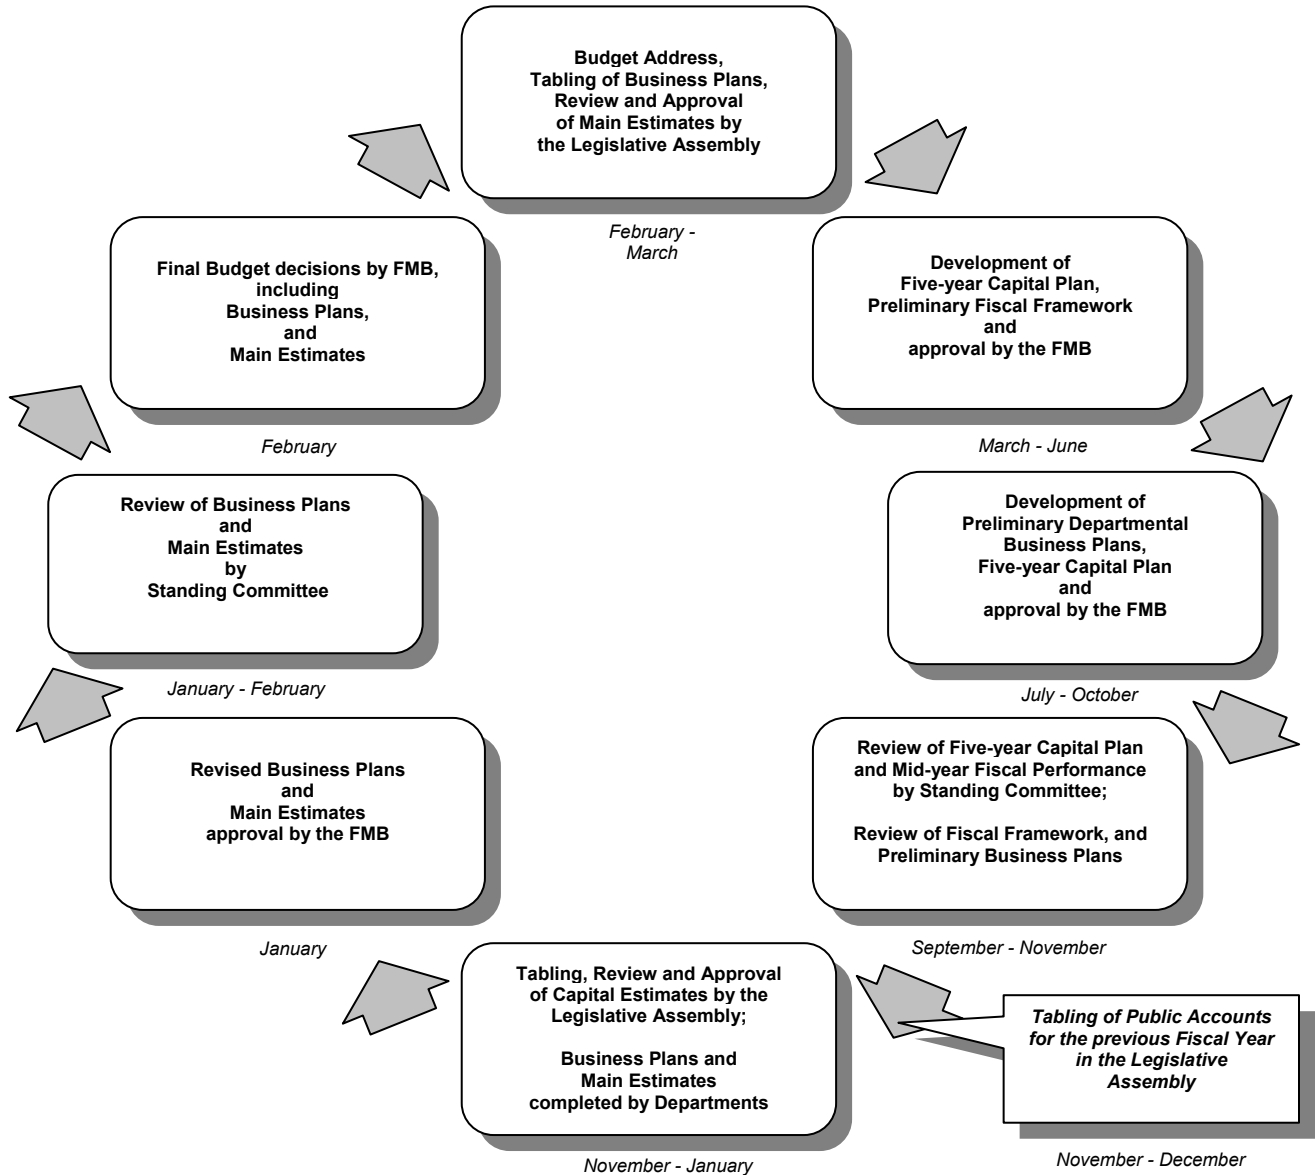 Budget Address,
Tabling of Business Plans,
Review and Approval
of Main Estimates by
the Legislative Assembly
February -
March
Development of
Five-year Capital Plan,
Preliminary Fiscal Framework
and
approval by the FMB
March - June
Development of
Preliminary Departmental
Business Plans,
Five-year Capital Plan
and
approval by the FMB
July - October
Review of Five-year Capital Plan
and Mid-year Fiscal Performance
by Standing Committee;
Review of Fiscal Framework, and
Preliminary Business Plans
September - November
Tabling of Public Accounts
for the previous Fiscal Year
in the Legislative
Assembly
November - December
Tabling, Review and Approval
of Capital Estimates by the
Legislative Assembly;
Business Plans and
Main Estimates
completed by Departments
November - January
Revised Business Plans
and
Main Estimates
approval by the FMB
January
Review of Business Plans
and
Main Estimates
by
Standing Committee
January - February
Final Budget decisions by FMB,
including
Business Plans,
and
Main Estimates
February